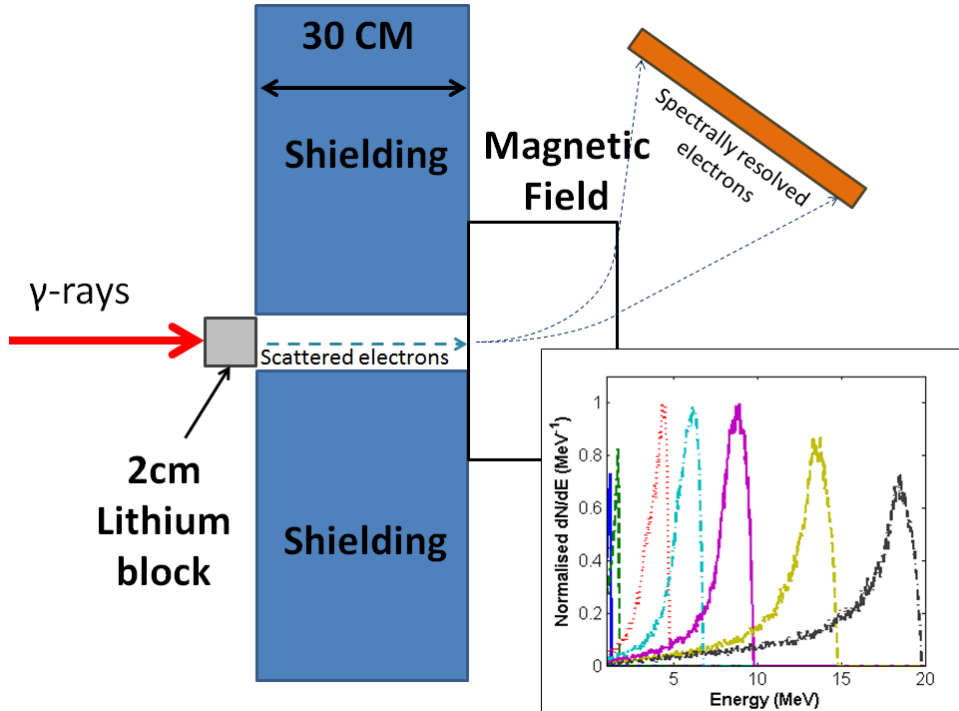 30 CM
Shielding
Magnetic
Field
Spectrally resolved
electrons
γ-rays
Scattered electrons
2cm
Lithium
block
Shielding
Normalised dN/dE (MeV-1)
1
0.8
0.6
0.4
0.2
0
5
10
15
20
Energy (MeV)